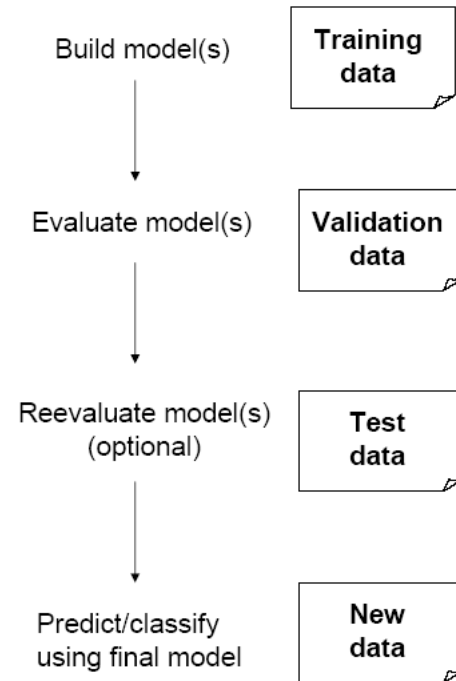 Build model(s)
Training
data
Evaluate model(s)
Validation
data
Reevaluate model(s)
(optional)
Test
data
Predict/classify
using final model
New
data